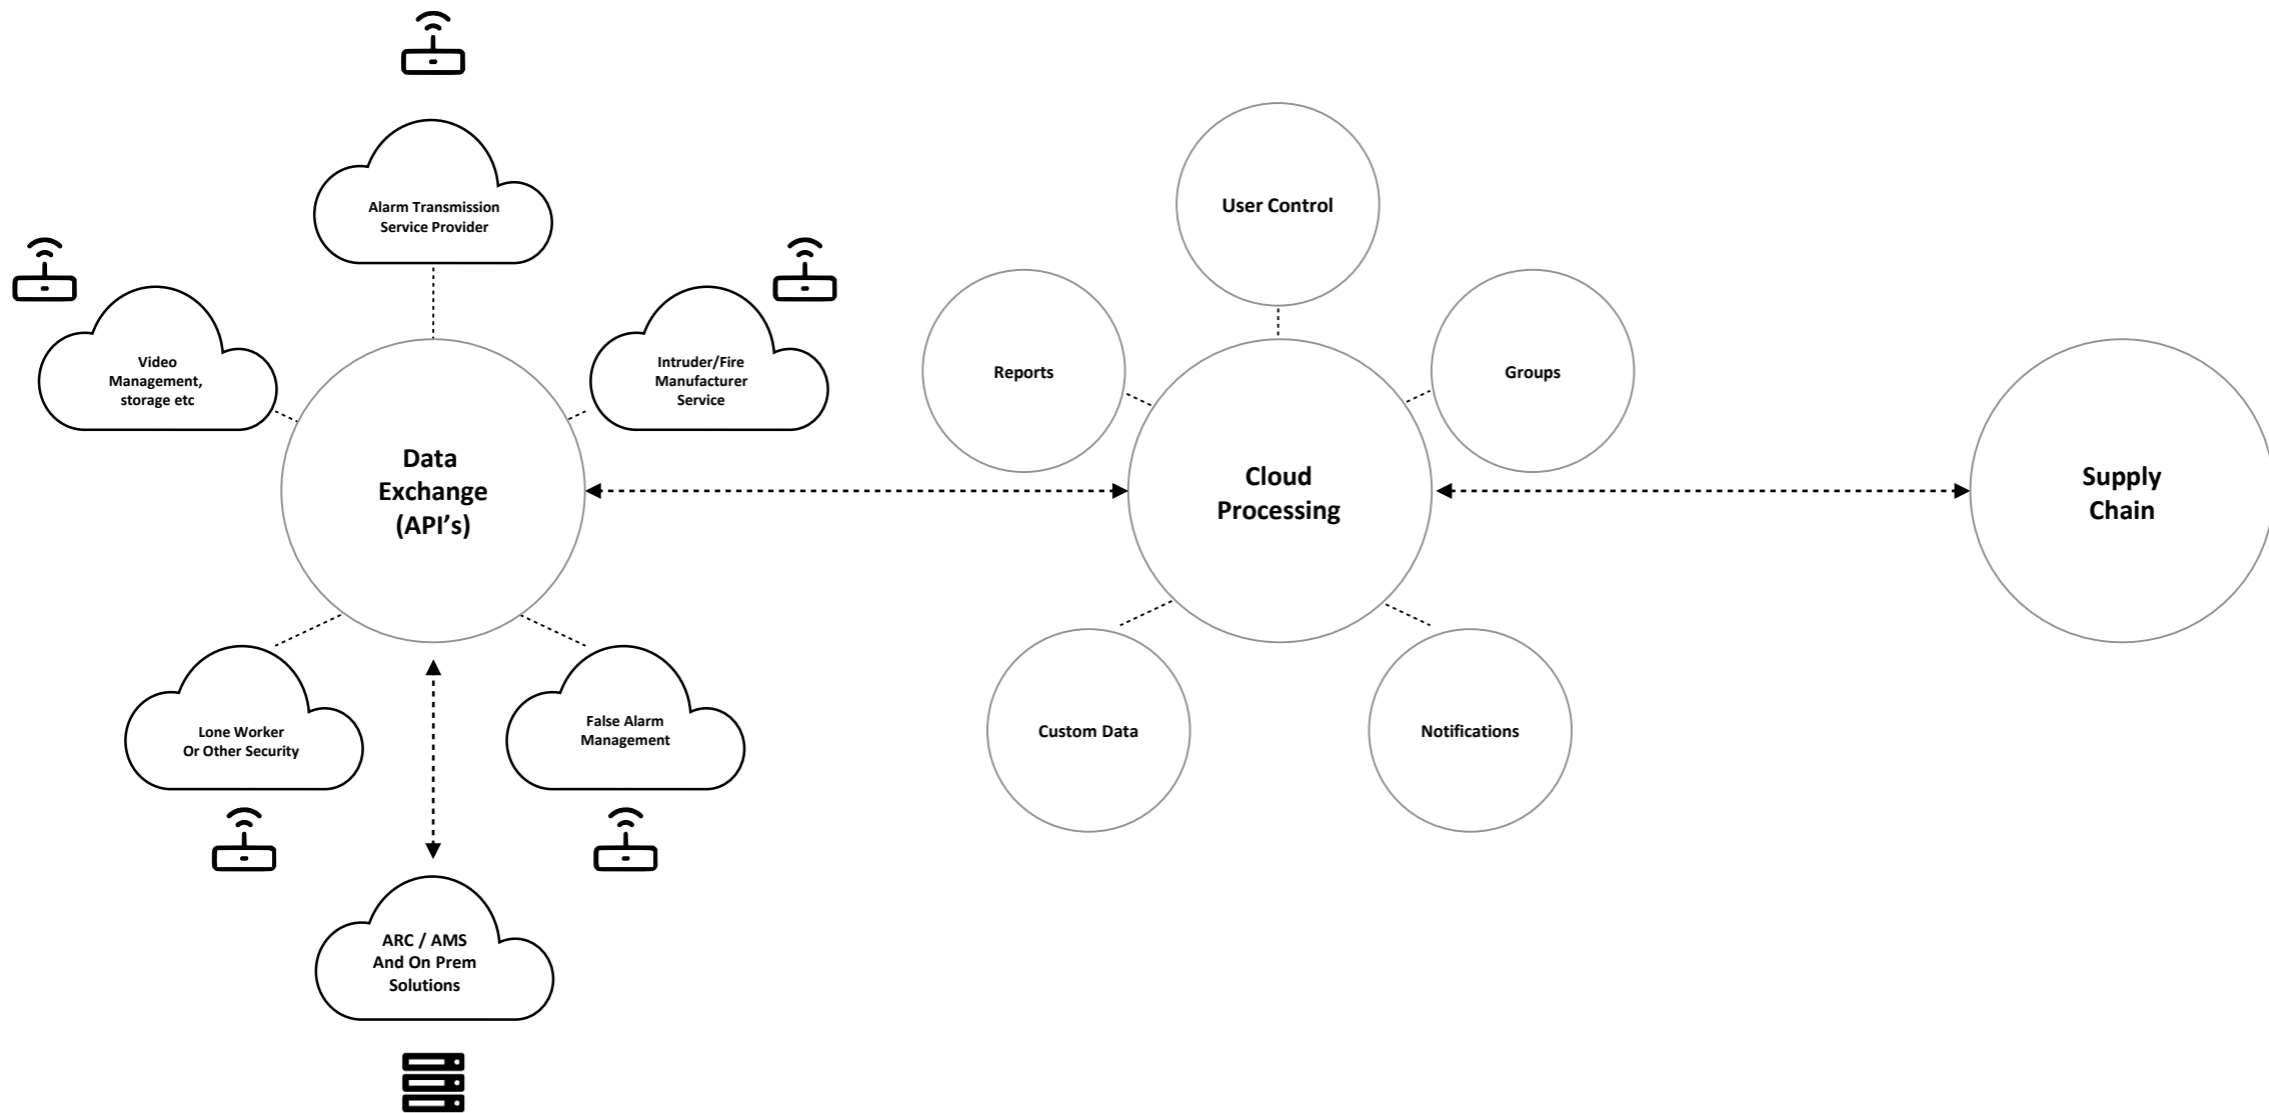 Alarm Transmission
Service Provider
Video
Management,
storage etc
Intruder/Fire
Manufacturer
Service
Data
Exchange
(API’s)
Lone Worker
Or Other Security
False Alarm
Management
ARC / AMS
And On Prem
Solutions
User Control
Reports
Groups
Cloud
Processing
Custom Data
Notifications
Supply
Chain